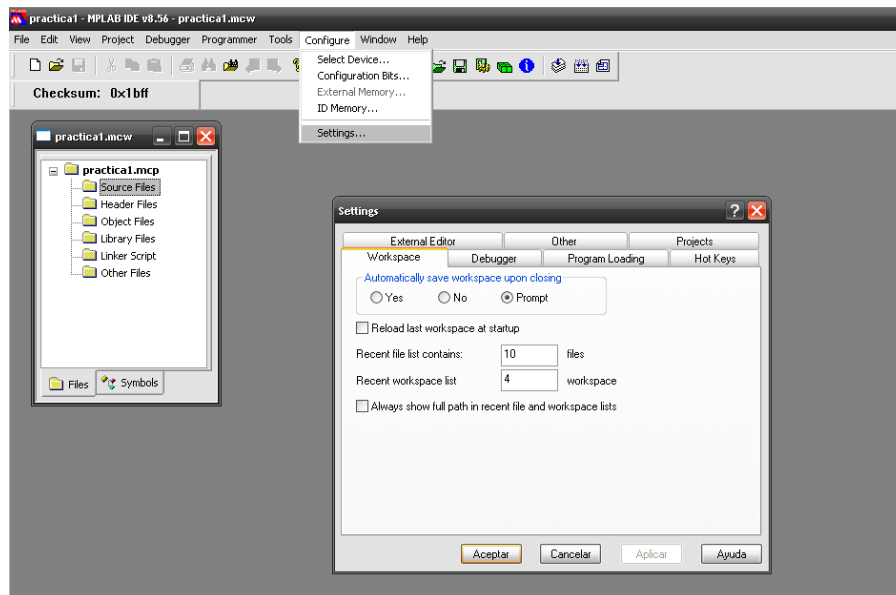 practica1 - MPLAB IDE v8.56 - practica1.mcw
File Edit View Project Debugger Programmer Tools Configure Window Help
Select Device...
Configuration Bits...
External Memory...
ID Memory...
Settings...
Checksum: 0x1bff
practica1.mcw
practica1.mcp
Source Files
Header Files
Object Files
Library Files
Linker Script
Other Files
Files Symbols
Settings
External Editor Other Projects
Workspace Debugger Program Loading Hot Keys
Automatically save workspace upon closing
Yes No Prompt
Reload last workspace at startup
Recent file list contains: 10 files
Recent workspace list 4 workspace
Always show full path in recent file and workspace lists
Aceptar Cancelar Aplicar Ayuda